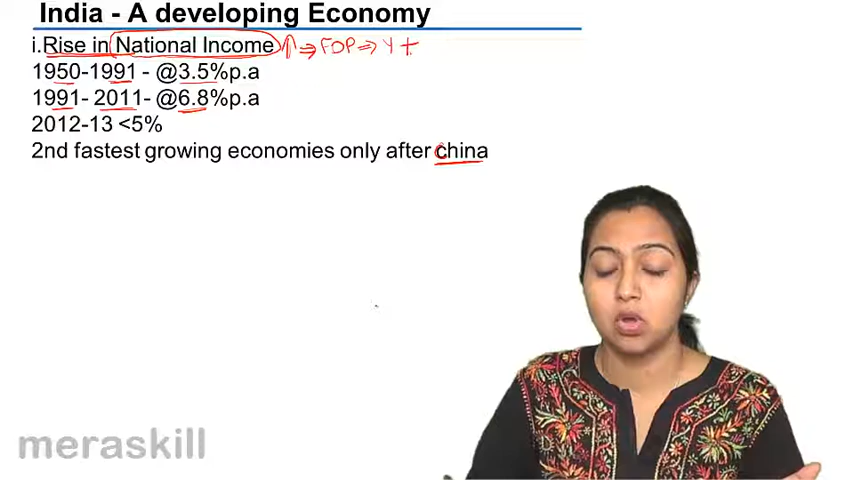 India - A developing Economy
i.Rise in National Income ↑ ⇒ FOP ⇒ Y +
1950-1991 - @3.5%p.a
1991- 2011- @6.8%p.a
2012-13 <5%
2nd fastest growing economies only after china
meraskill